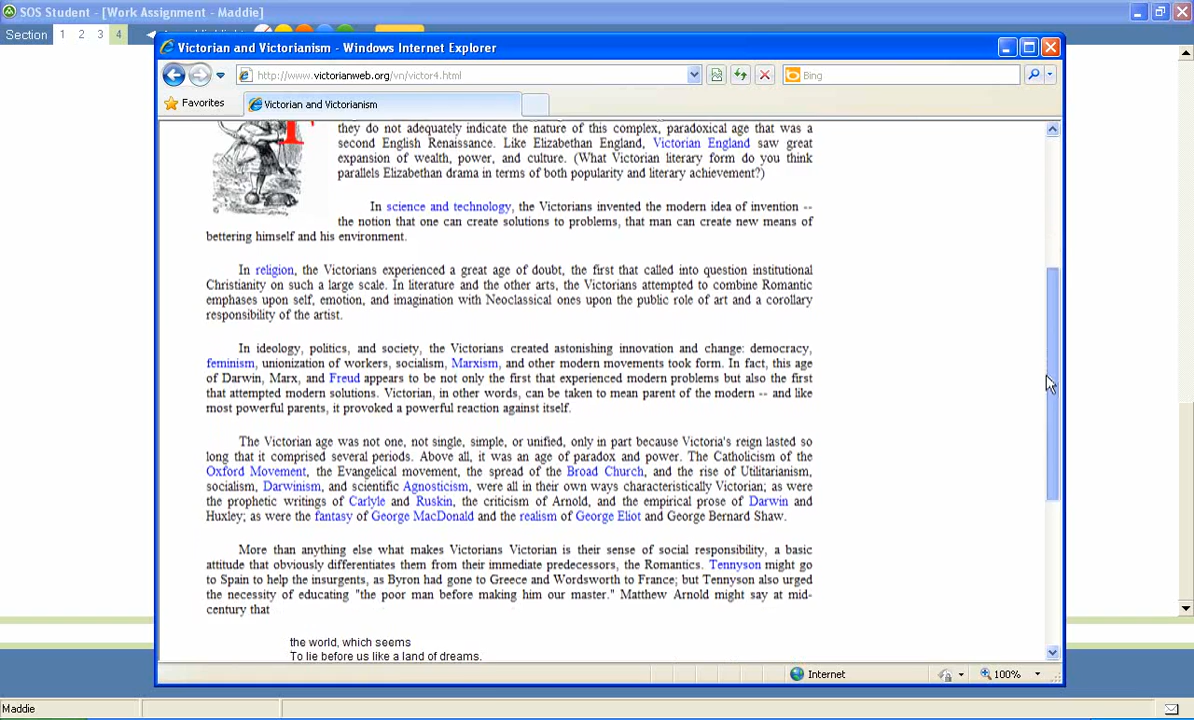 SOS Student - [Work Assignment - Maddie]
Section 1 2 3 4
Victorian and Victorianism - Windows Internet Explorer
http://www.victorianweb.org/vn/victor4.html
Bing
Favorites
Victorian and Victorianism
they do not adequately indicate the nature of this complex, paradoxical age that was a
second English Renaissance. Like Elizabethan England, Victorian England saw great
expansion of wealth, power, and culture. (What Victorian literary form do you think
parallels Elizabethan drama in terms of both popularity and literary achievement?)
In science and technology, the Victorians invented the modern idea of invention --
the notion that one can create solutions to problems, that man can create new means of
bettering himself and his environment.
In religion, the Victorians experienced a great age of doubt, the first that called into question institutional
Christianity on such a large scale. In literature and the other arts, the Victorians attempted to combine Romantic
emphases upon self, emotion, and imagination with Neoclassical ones upon the public role of art and a corollary
responsibility of the artist.
In ideology, politics, and society, the Victorians created astonishing innovation and change: democracy,
feminism, unionization of workers, socialism, Marxism, and other modern movements took form. In fact, this age
of Darwin, Marx, and Freud appears to be not only the first that experienced modern problems but also the first
that attempted modern solutions. Victorian, in other words, can be taken to mean parent of the modern -- and like
most powerful parents, it provoked a powerful reaction against itself.
The Victorian age was not one, not single, simple, or unified, only in part because Victoria's reign lasted so
long that it comprised several periods. Above all, it was an age of paradox and power. The Catholicism of the
Oxford Movement, the Evangelical movement, the spread of the Broad Church, and the rise of Utilitarianism,
socialism, Darwinism, and scientific Agnosticism, were all in their own ways characteristically Victorian; as were
the prophetic writings of Carlyle and Ruskin, the criticism of Arnold, and the empirical prose of Darwin and
Huxley; as were the fantasy of George MacDonald and the realism of George Eliot and George Bernard Shaw.
More than anything else what makes Victorians Victorian is their sense of social responsibility, a basic
attitude that obviously differentiates them from their immediate predecessors, the Romantics. Tennyson might go
to Spain to help the insurgents, as Byron had gone to Greece and Wordsworth to France; but Tennyson also urged
the necessity of educating "the poor man before making him our master." Matthew Arnold might say at mid-
century that
the world, which seems
To lie before us like a land of dreams.
Internet
100%
Maddie